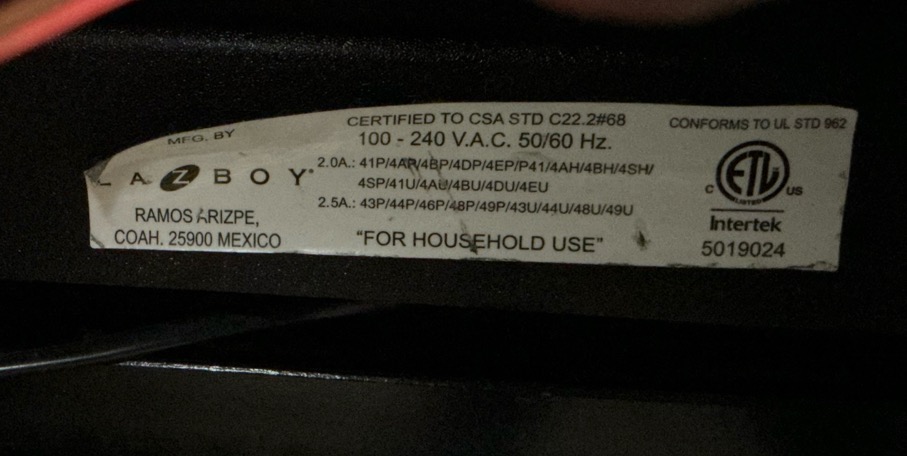 MFG. BY
LA Z BOY®
RAMOS ARIZPE,
COAH. 25900 MEXICO
CERTIFIED TO CSA STD C22.2#68
100 - 240 V.A.C. 50/60 Hz.
2.0A.: 41P/4AP/4BP/4DP/4EP/P41/4AH/4BH/4SH/
4SP/41U/4AU/4BU/4DU/4EU
2.5A.: 43P/44P/46P/48P/49P/43U/44U/48U/49U
"FOR HOUSEHOLD USE"
CONFORMS TO UL STD 962
C ETL US
LISTED
Intertek
5019024